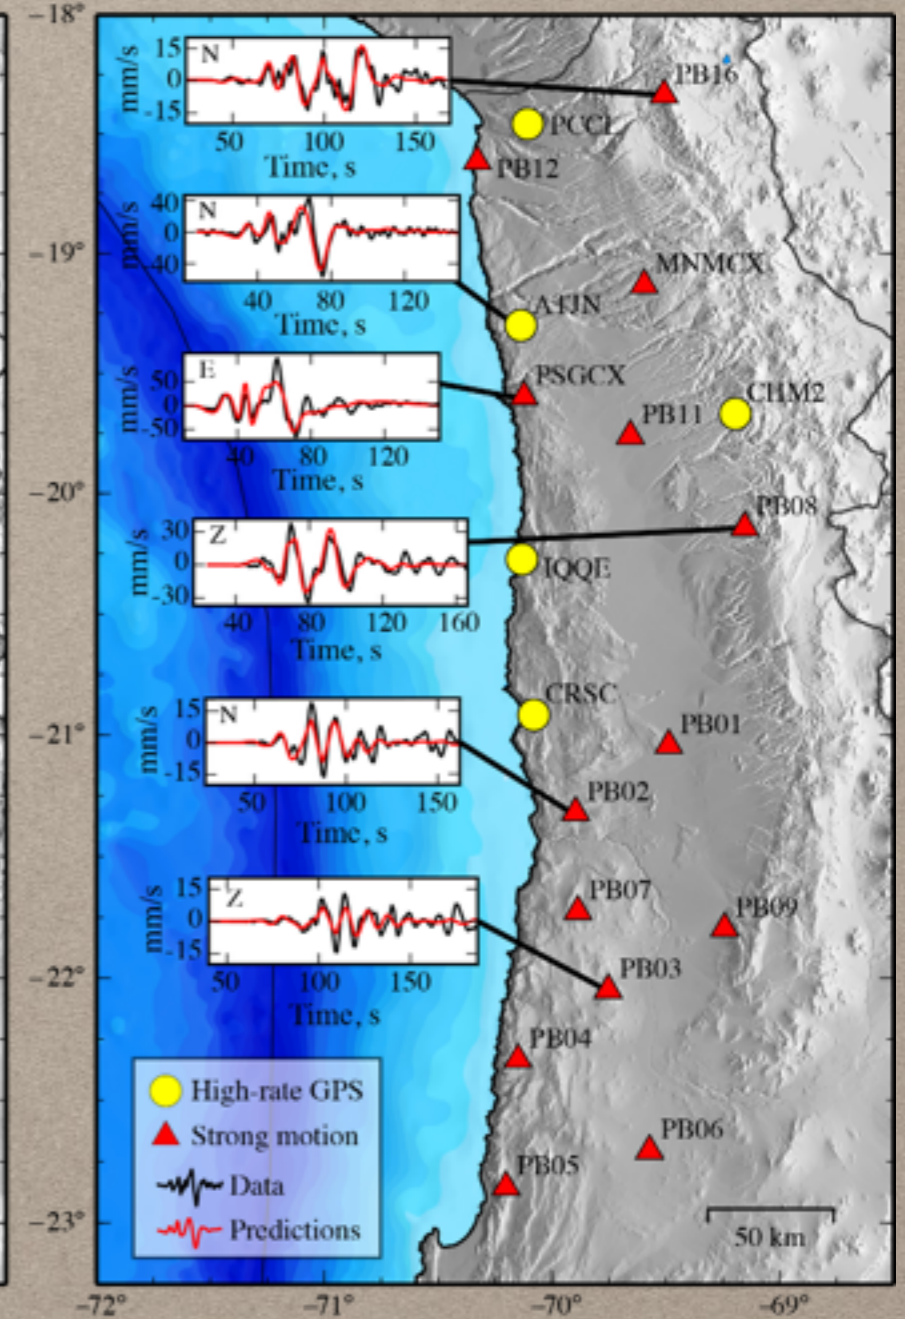 −18°
15
0
-15
mm/s
N
50 100 150
Time, s
PB16
PCCL
PB12
−19°
40
0
40
mm/s
N
40 80 120
Time, s
MNMCX
ATJN
50
0
-50
mm/s
E
40 80 120
Time, s
PSGCX
PB11
CHM2
−20°
30
0
-30
mm/s
Z
40 80 120 160
Time, s
PB08
IQQE
CRSC
−21°
15
0
-15
mm/s
N
50 100 150
Time, s
PB01
PB02
PB07
PB09
15
0
-15
mm/s
Z
50 100 150
Time, s
−22°
PB03
PB04
PB06
PB05
High-rate GPS
Strong motion
Data
Predictions
−23°
50 km
−72° −71° −70° −69°